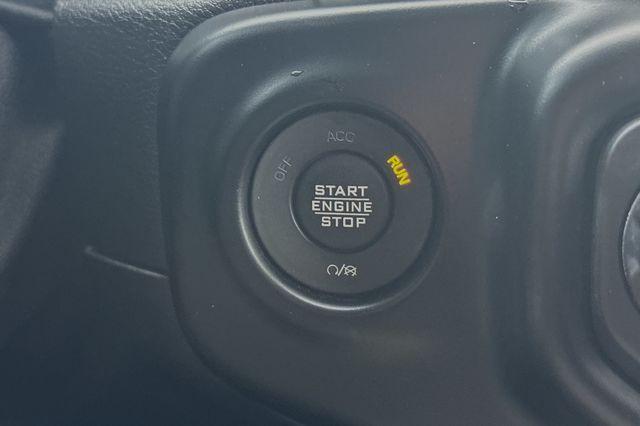 ACC
OFF
RUN
START
ENGINE
STOP